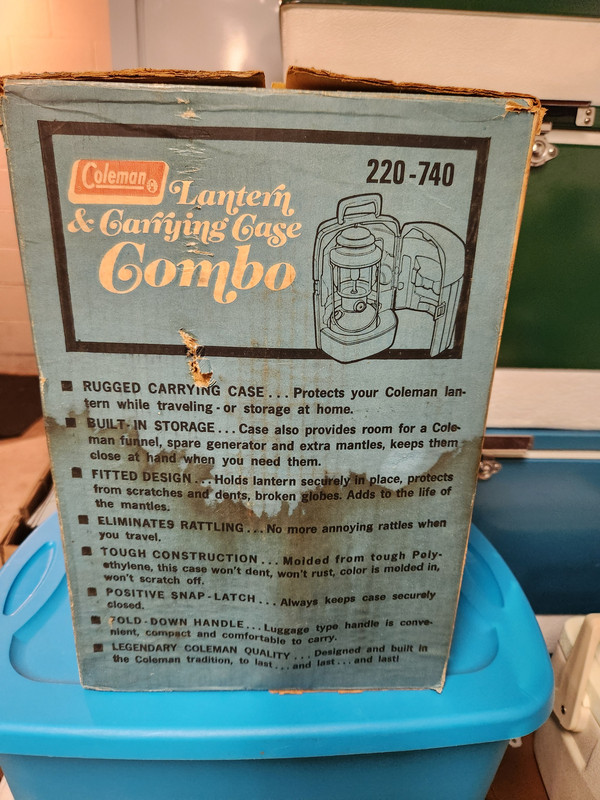 Coleman
220-740
Lantern
& Carrying Case
Combo
■ RUGGED CARRYING CASE... Protects your Coleman lan-
tern while traveling - or storage at home.
■ BUILT-IN STORAGE... Case also provides room for a Cole-
man funnel, spare generator and extra mantles, keeps them
close at hand when you need them.
■ FITTED DESIGN... Holds lantern securely in place, protects
from scratches and dents, broken globes. Adds to the life of
the mantles.
■ ELIMINATES RATTLING... No more annoying rattles when
you travel.
■ TOUGH CONSTRUCTION... Molded from tough Poly-
ethylene, this case won't dent, won't rust, color is molded in,
won't scratch off.
■ POSITIVE SNAP-LATCH... Always keeps case securely
closed.
■ FOLD-DOWN HANDLE... Luggage type handle is conve-
nient, compact and comfortable to carry.
■ LEGENDARY COLEMAN QUALITY... Designed and built in
the Coleman tradition, to last... and last... and last!